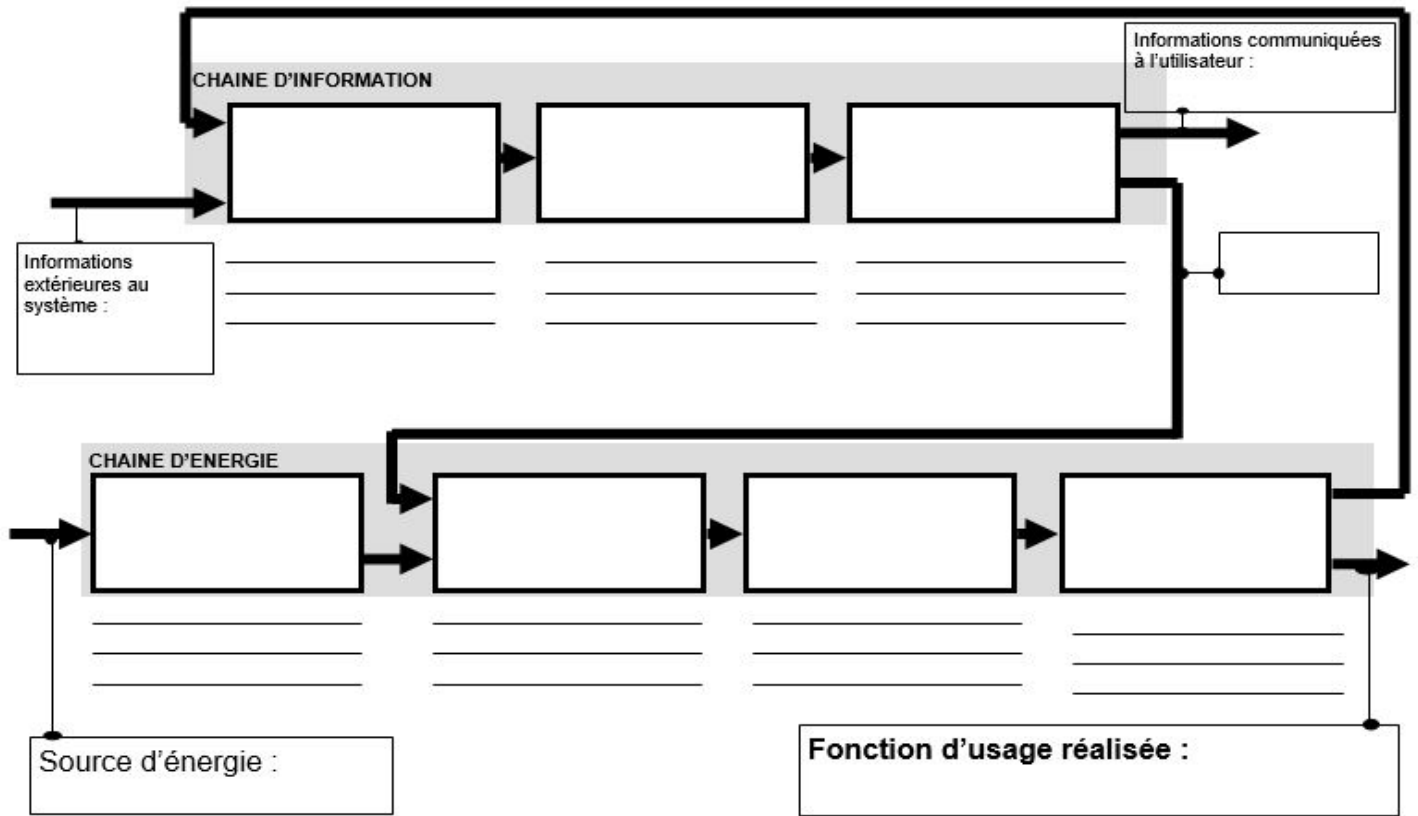 Informations communiquées
à l'utilisateur :
CHAINE D'INFORMATION
Informations
extérieures au
système :
CHAINE D'ENERGIE
Source d'énergie :
Fonction d'usage réalisée :